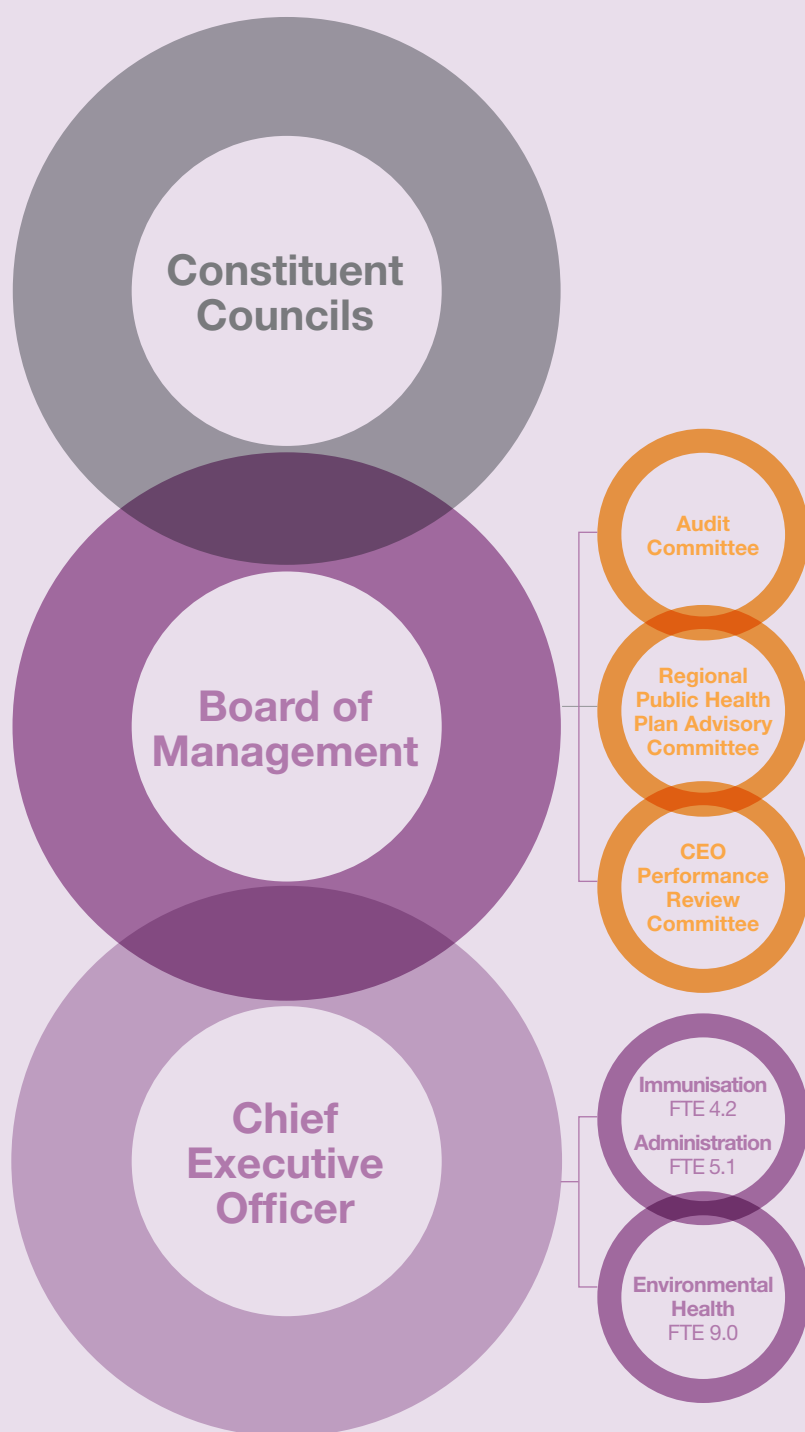 Constituent
Councils
Board of
Management
Audit
Committee
Regional
Public Health
Plan Advisory
Committee
CEO
Performance
Review
Committee
Chief
Executive
Officer
Immunisation
FTE 4.2
Administration
FTE 5.1
Environmental
Health
FTE 9.0